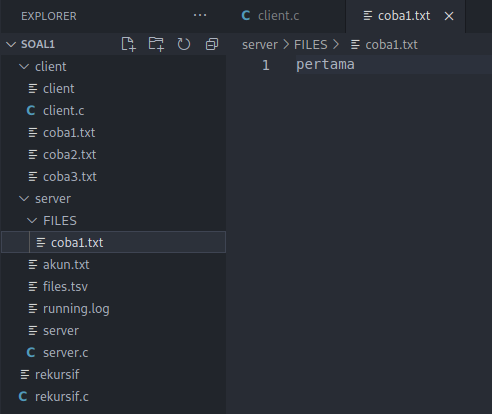 EXPLORER ···
SOAL1
client
client
C client.c
coba1.txt
coba2.txt
coba3.txt
server
FILES
coba1.txt
akun.txt
files.tsv
running.log
server
C server.c
rekursif
C rekursif.c
C client.c
coba1.txt
server > FILES > coba1.txt
1 pertama